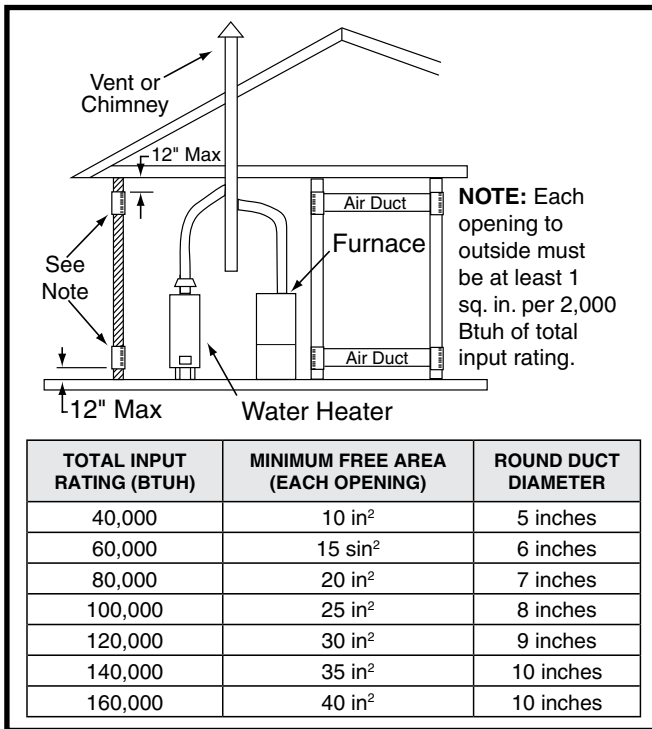 Vent or
Chimney
12" Max
Air Duct
NOTE: Each
opening to
outside must
be at least 1
sq. in. per 2,000
Btuh of total
input rating.
Furnace
See
Note
Air Duct
12" Max
Water Heater
TOTAL INPUT RATING (BTUH) MINIMUM FREE AREA (EACH OPENING) ROUND DUCT DIAMETER
40,000 10 in² 5 inches
60,000 15 sin² 6 inches
80,000 20 in² 7 inches
100,000 25 in² 8 inches
120,000 30 in² 9 inches
140,000 35 in² 10 inches
160,000 40 in² 10 inches